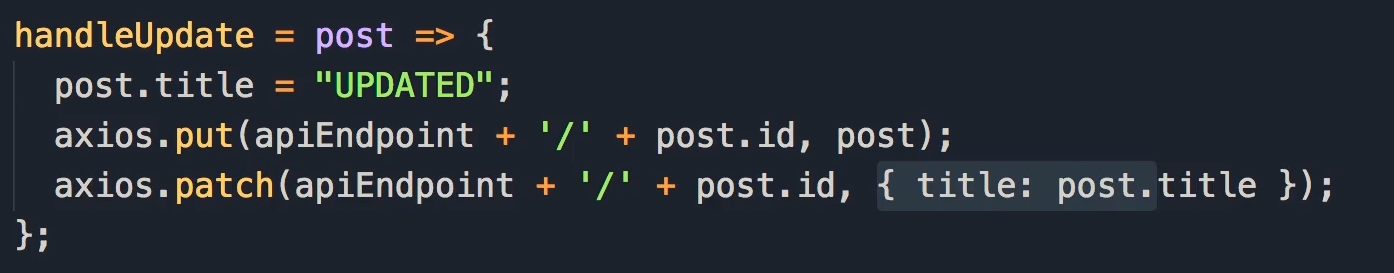 handleUpdate = post => {
post.title = "UPDATED";
axios.put(apiEndpoint + '/' + post.id, post);
axios.patch(apiEndpoint + '/' + post.id, { title: post.title });
};